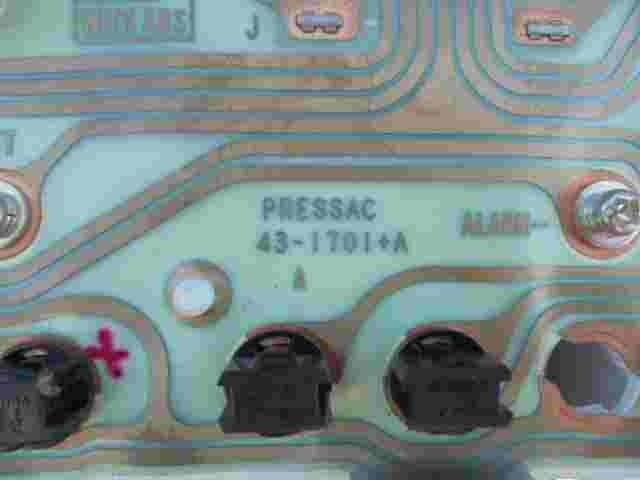 J
T
PRESSAC
43-1701+A
ALARM
A